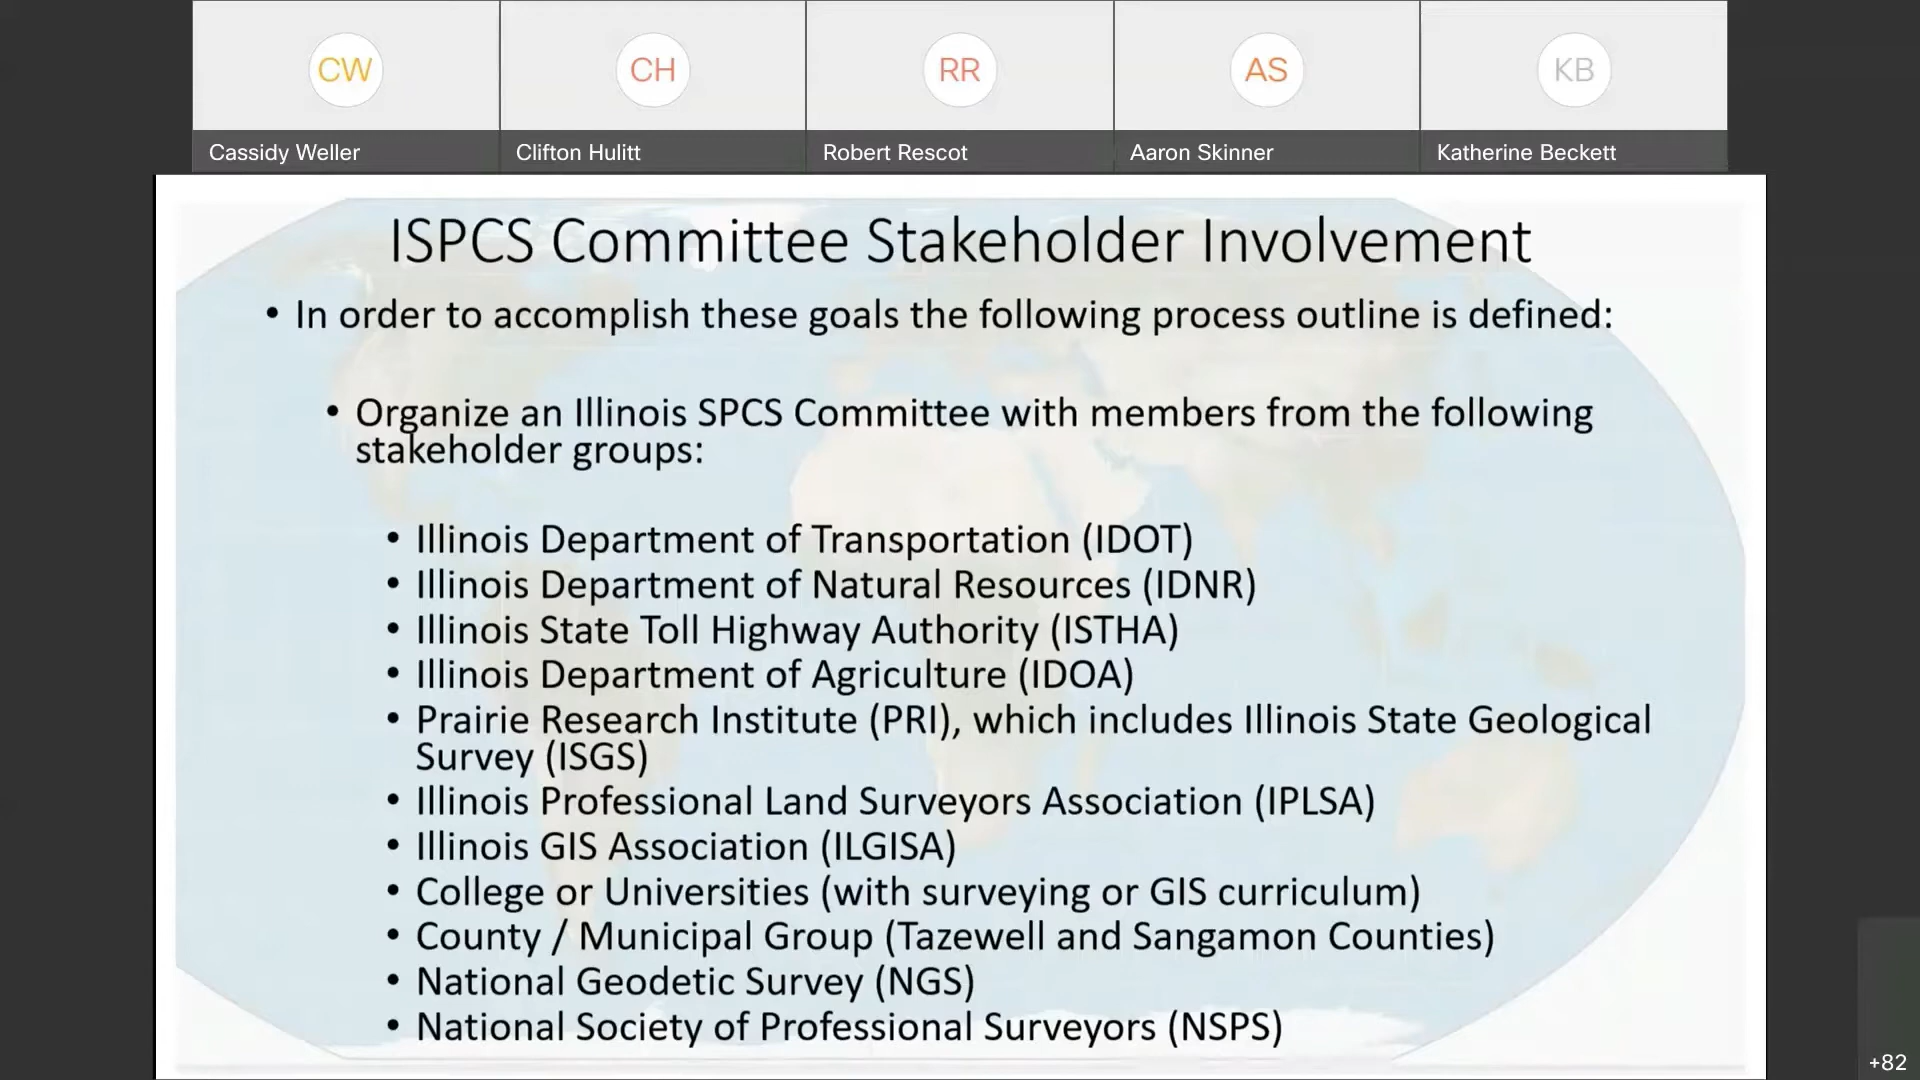 CW
CH
RR
AS
KB
Cassidy Weller
Clifton Hulitt
Robert Rescot
Aaron Skinner
Katherine Beckett
ISPCS Committee Stakeholder Involvement
• In order to accomplish these goals the following process outline is defined:
• Organize an Illinois SPCS Committee with members from the following
stakeholder groups:
• Illinois Department of Transportation (IDOT)
• Illinois Department of Natural Resources (IDNR)
• Illinois State Toll Highway Authority (ISTHA)
• Illinois Department of Agriculture (IDOA)
• Prairie Research Institute (PRI), which includes Illinois State Geological
Survey (ISGS)
• Illinois Professional Land Surveyors Association (IPLSA)
• Illinois GIS Association (ILGISA)
• College or Universities (with surveying or GIS curriculum)
• County / Municipal Group (Tazewell and Sangamon Counties)
• National Geodetic Survey (NGS)
• National Society of Professional Surveyors (NSPS)
+82